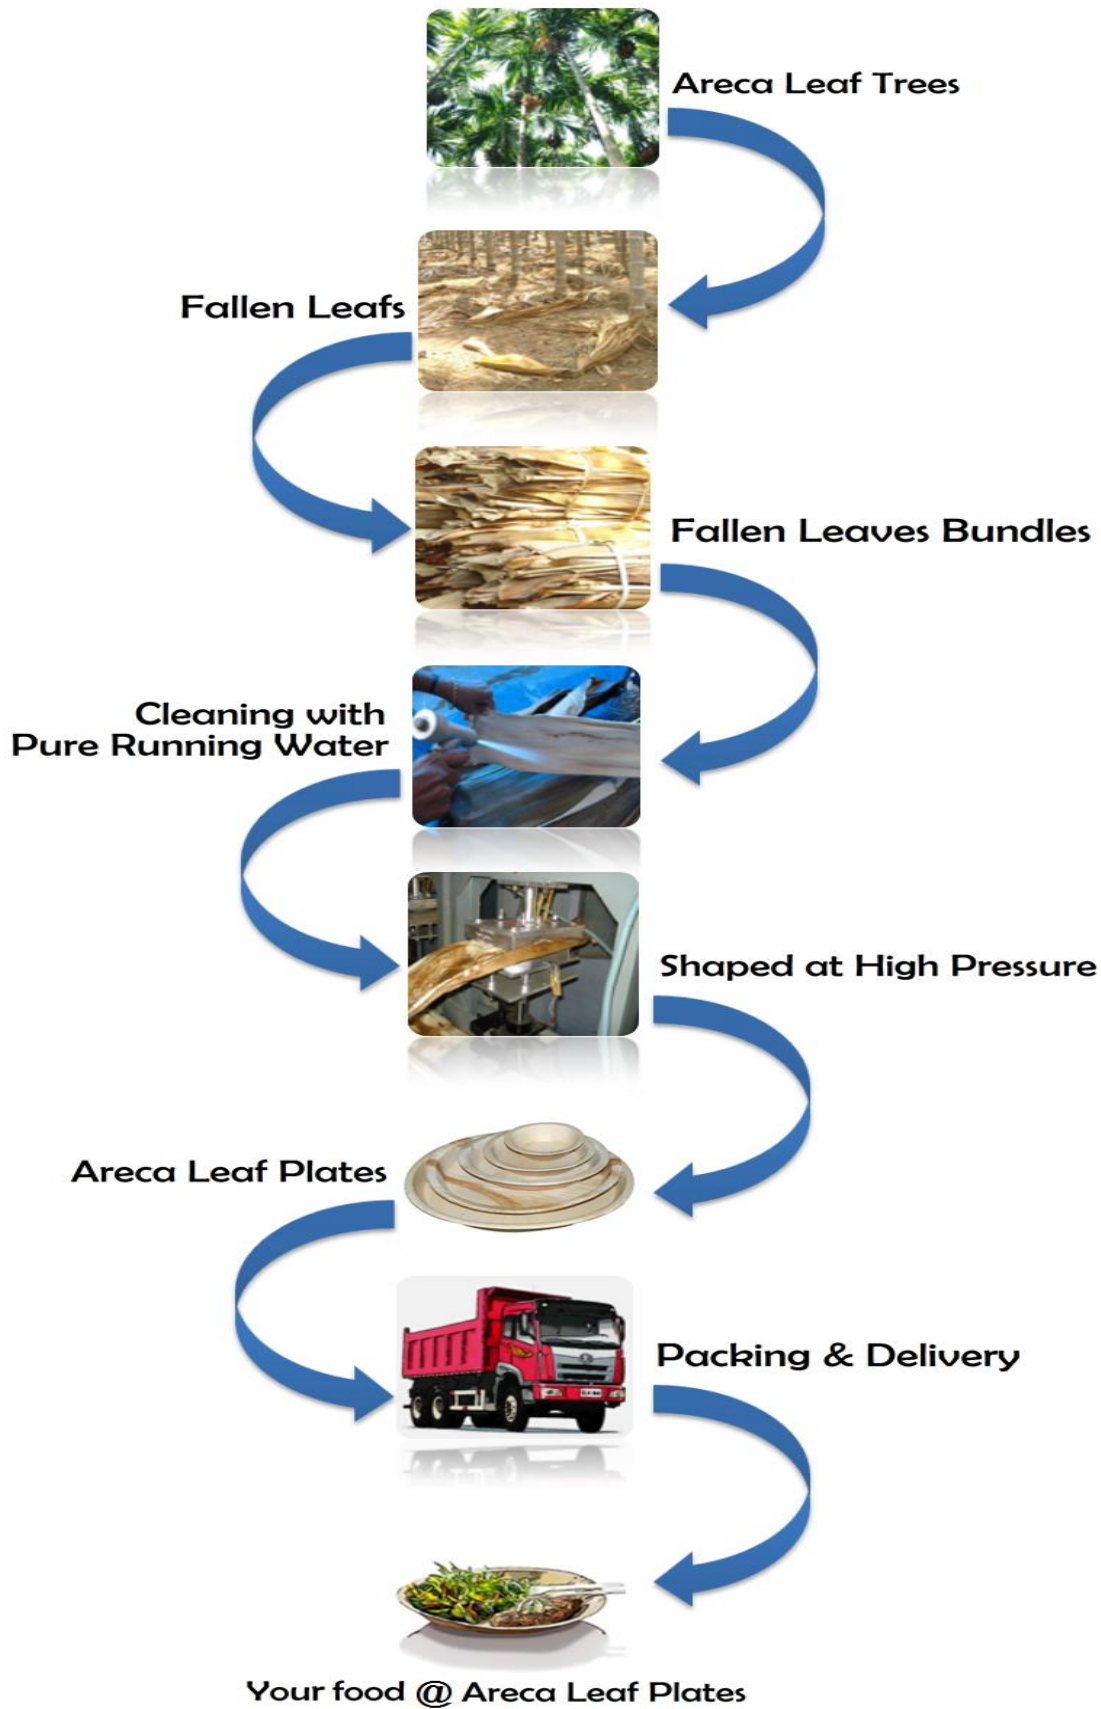 Areca Leaf Trees
Fallen Leafs
Fallen Leaves Bundles
Cleaning with
Pure Running Water
Shaped at High Pressure
Areca Leaf Plates
Packing & Delivery
Your food @ Areca Leaf Plates